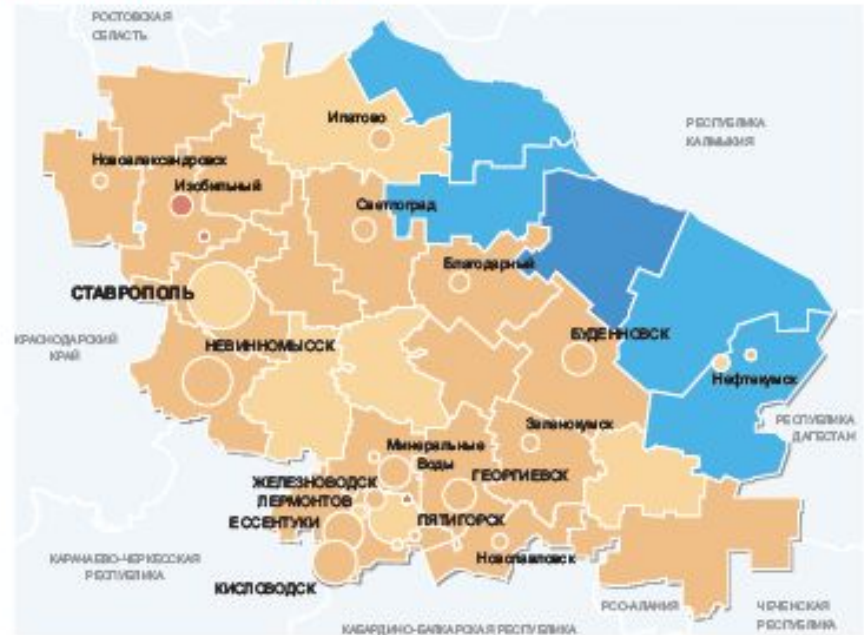 РОСТОВСКАЯ
ОБЛАСТЬ
Ипатово
РЕСПУБЛИКА
КАЛМЫКИЯ
Новоалександровск
Изобильный
Светлоград
Благодарный
СТАВРОПОЛЬ
КРАСНОДАРСКИЙ
КРАЙ
НЕВИННОМЫССК
БУДЕННОВСК
Нефтекумск
Зеленокумск
РЕСПУБЛИКА
ДАГЕСТАН
Минеральные
Воды
ЖЕЛЕЗНОВОДСК
ГЕОРГИЕВСК
ЛЕРМОНТОВ
ЕССЕНТУКИ
ПЯТИГОРСК
Новопавловск
КАРАЧАЕВО-ЧЕРКЕССКАЯ
РЕСПУБЛИКА
КИСЛОВОДСК
РСО-АЛАНИЯ
ЧЕЧЕНСКАЯ
РЕСПУБЛИКА
КАБАРДИНО-БАЛКАРСКАЯ РЕСПУБЛИКА